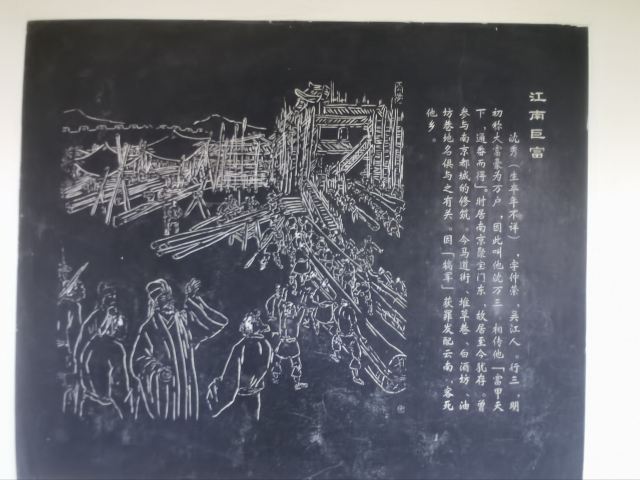 江南巨富
沈秀（生卒年不详），字仲荣，吴江人。行三，明
初称大富豪为万户，因此叫他沈万三。相传他「富甲天
下，通番而得」。时居南京聚宝门东，故居至今犹存。曾
参与南京都城的修筑。今马道街、堆草巷、白酒坊、油
坊巷地名俱与之有关。因「犒军」获罪发配云南，客死
他乡。